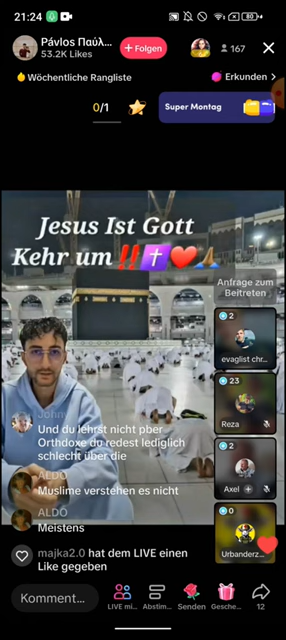 21:24
80
Pávlos Παύλ...
53.2K Likes
+ Folgen
167
Wöchentliche Rangliste
Erkunden >
0/1
Super Montag
Jesus Ist Gott
Kehr um‼️✝️❤️🙏🏽
Anfrage zum
Beitreten
2
evaglist chr...
23
Reza
2
Axel
0
Urbanderz...
Johny
Und du lehrst nicht pber
Orthdoxe du redest lediglich
schlecht über die
ALDO
Muslime verstehen es nicht
ALDO
Meistens
majka2.0 hat dem LIVE einen
Like gegeben
Komment...
LIVE mi...
Abstim...
Senden
Gesche...
12